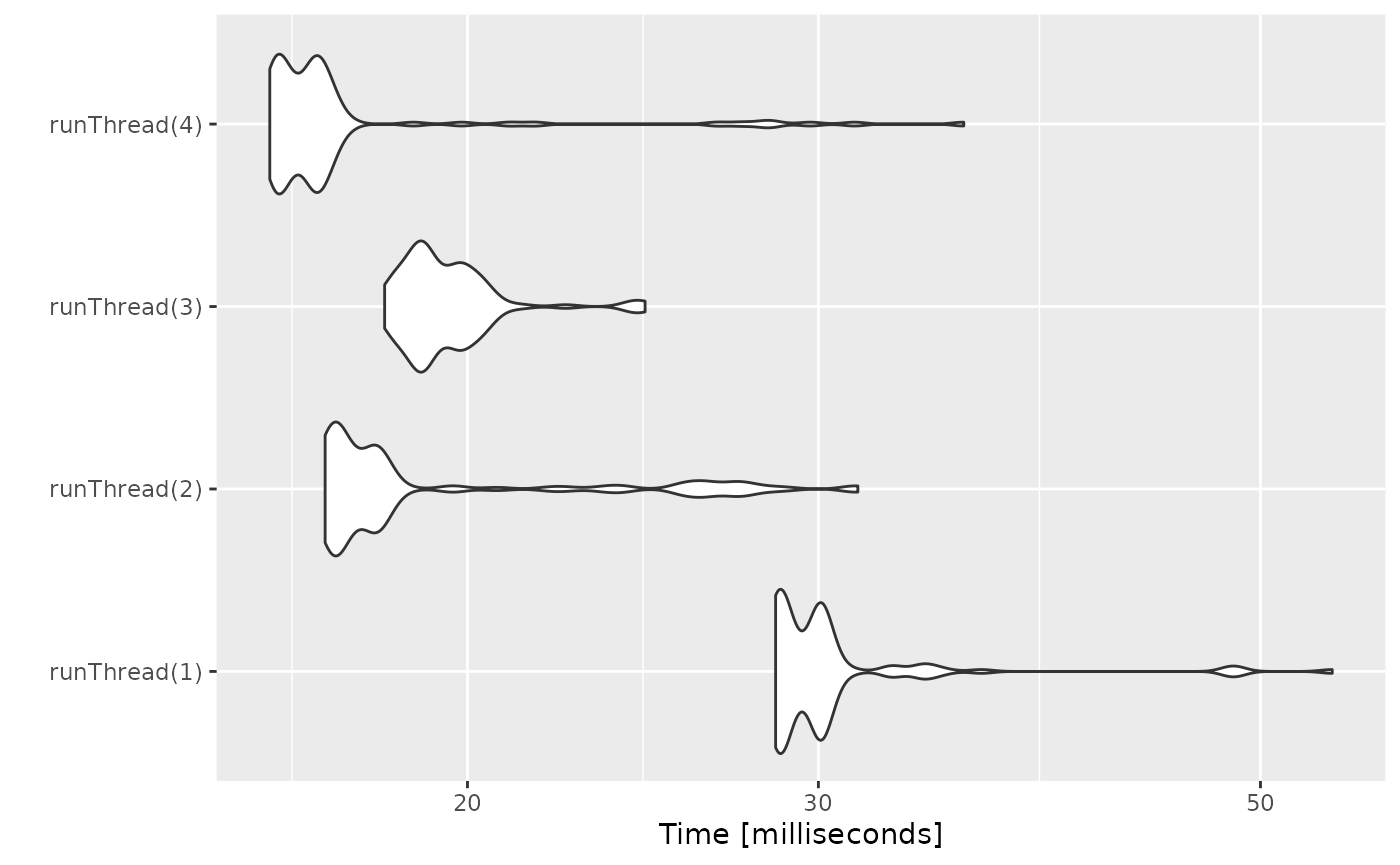 runThread(4)
runThread(3)
runThread(2)
runThread(1)
20 30 50
Time [milliseconds]